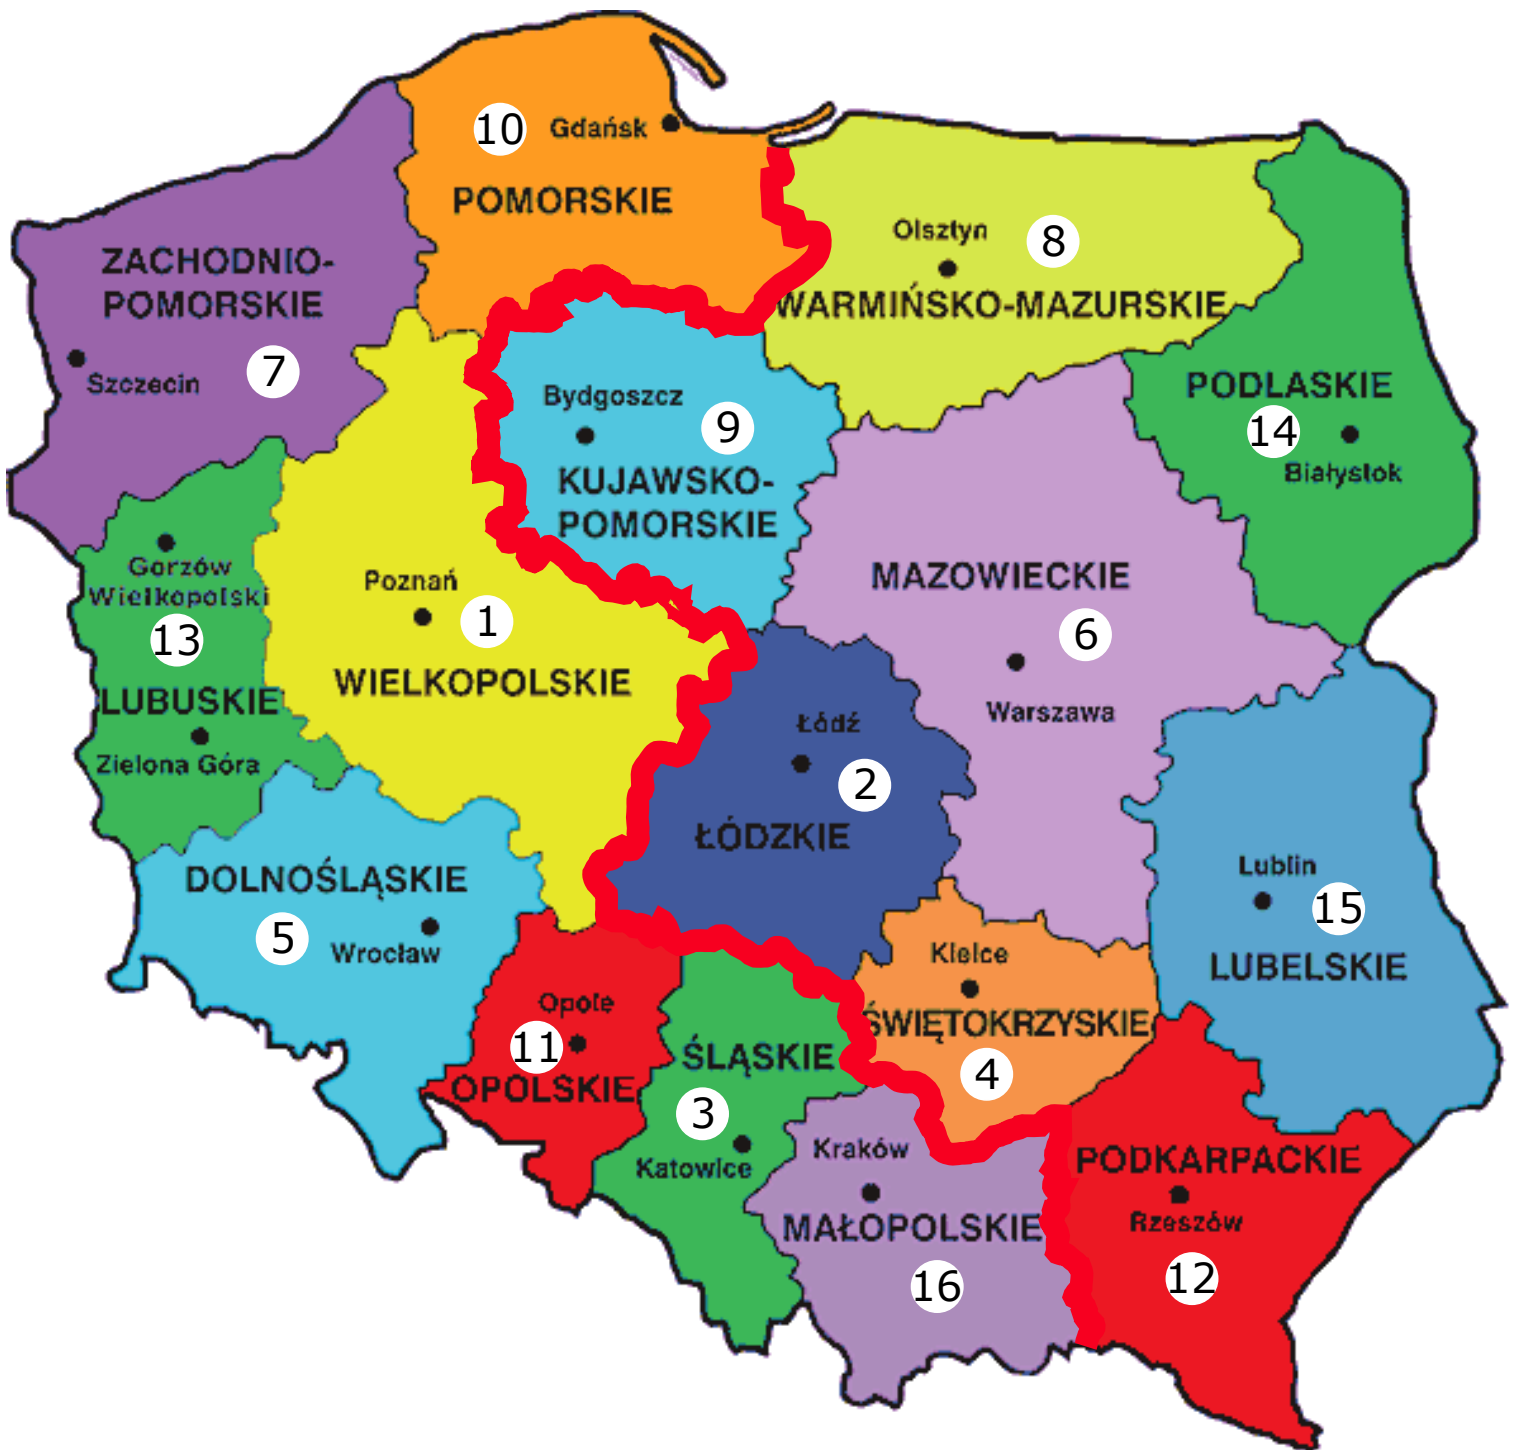 10 Gdańsk
POMORSKIE
ZACHODNIO-
POMORSKIE
7
Szczecin
Olsztyn 8
WARMIŃSKO-MAZURSKIE
PODLASKIE
14
Białystok
Bydgoszcz 9
KUJAWSKO-
POMORSKIE
Gorzów
Wielkopolski
13
LUBUSKIE
Zielona Góra
Poznań 1
WIELKOPOLSKIE
MAZOWIECKIE
6
Warszawa
Łódź
2
ŁÓDZKIE
DOLNOŚLĄSKIE
5 Wrocław
Lublin
15
LUBELSKIE
Kielce
ŚWIĘTOKRZYSKIE
4
Opole
11
OPOLSKIE
ŚLĄSKIE
3
Katowice
Kraków
MAŁOPOLSKIE
16
PODKARPACKIE
Rzeszów
12